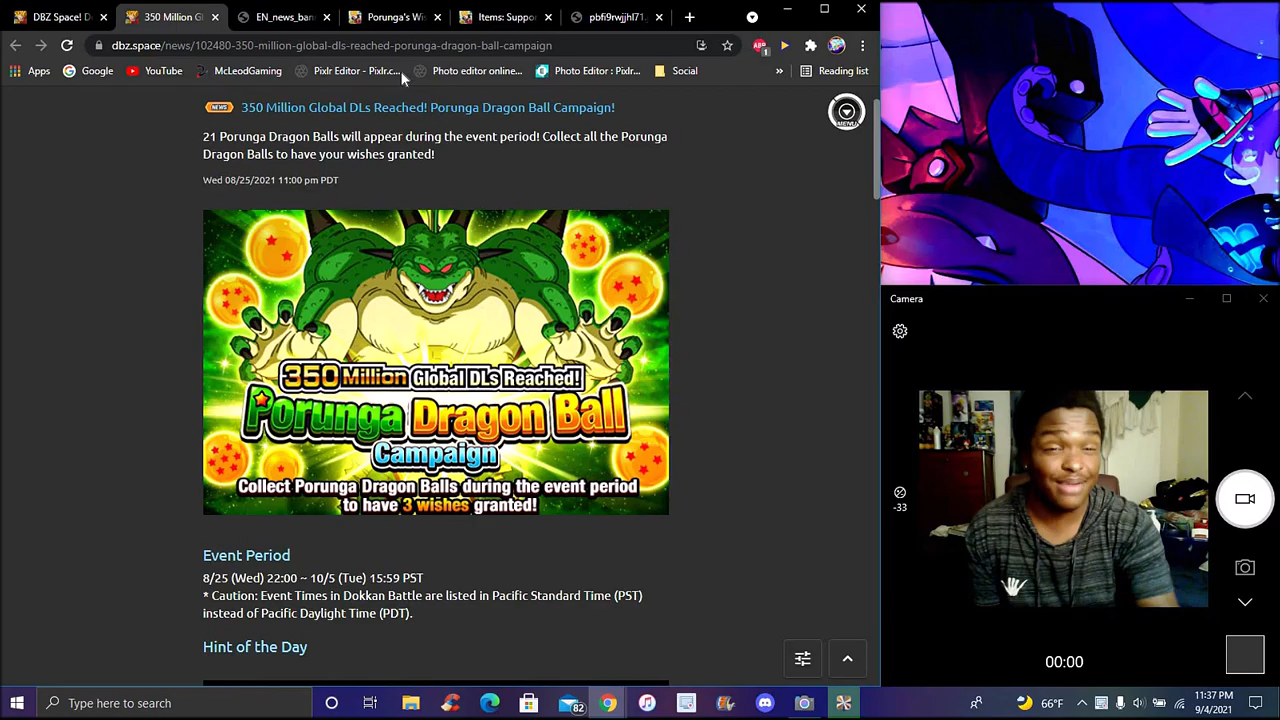 DBZ Space! D
350 Million Gl
EN_news_ban
Porunga's Wis
Items: Suppo
pbfi9rwjjhl71
dbz.space/news/102480-350-million-global-dls-reached-porunga-dragon-ball-campaign
ABP
1
Apps
Google
YouTube
McLeodGaming
Pixlr Editor - Pixlr.c...
Photo editor online...
Photo Editor : Pixlr...
Social
»
Reading list
NEWS
350 Million Global DLs Reached! Porunga Dragon Ball Campaign!
MENU
21 Porunga Dragon Balls will appear during the event period! Collect all the Porunga
Dragon Balls to have your wishes granted!
Wed 08/25/2021 11:00 pm PDT
350 Million Global DLs Reached!
Porunga Dragon Ball
Campaign
Collect Porunga Dragon Balls during the event period
to have 3 wishes granted!
Event Period
8/25 (Wed) 22:00 ~ 10/5 (Tue) 15:59 PST
* Caution: Event Times in Dokkan Battle are listed in Pacific Standard Time (PST)
instead of Pacific Daylight Time (PDT).
Hint of the Day
Camera
-33
00:00
Type here to search
82
66°F
11:37 PM
9/4/2021